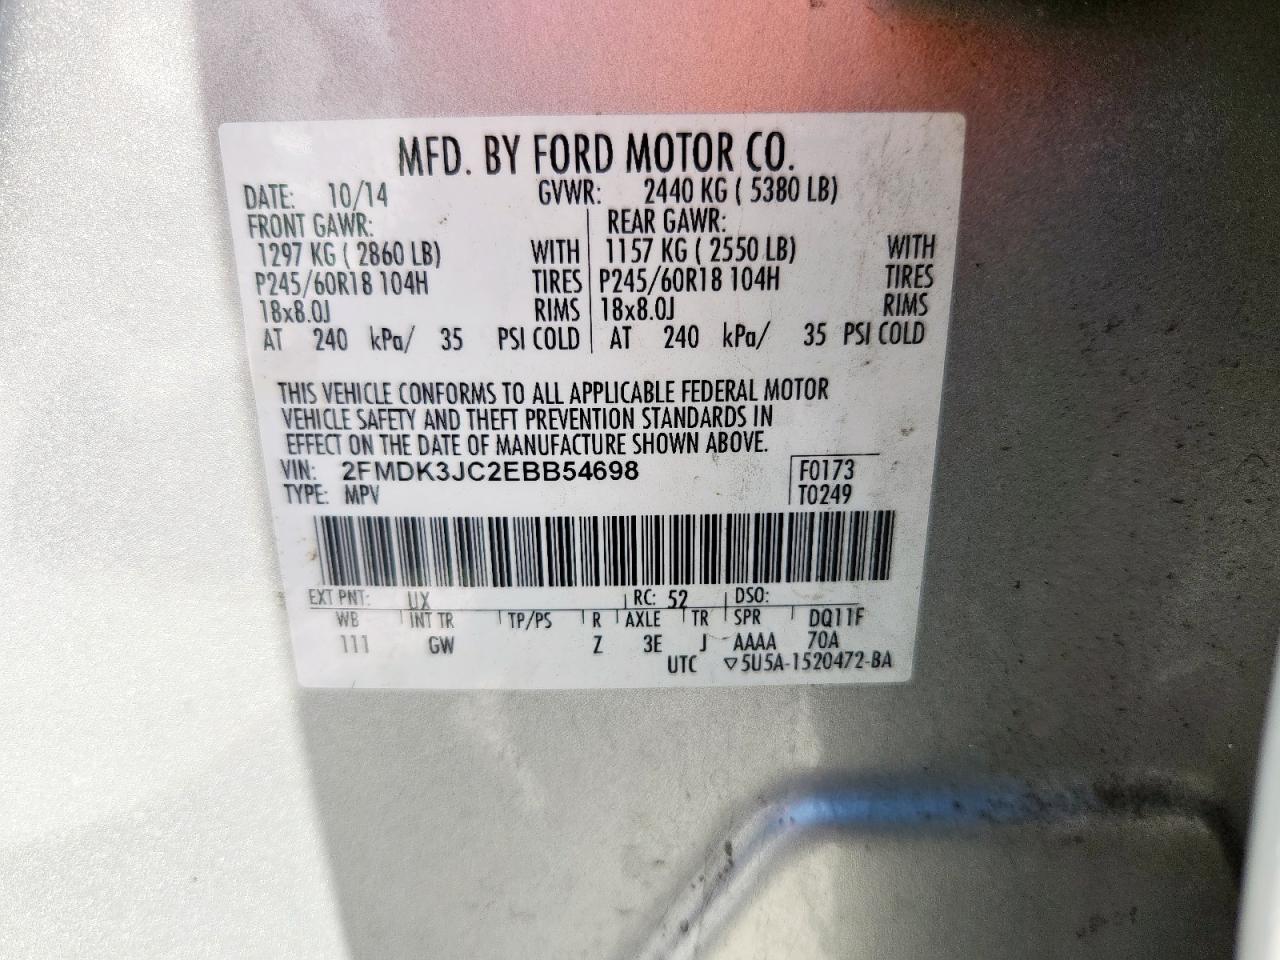 MFD. BY FORD MOTOR CO.
DATE: 10/14 GVWR: 2440 KG ( 5380 LB)
FRONT GAWR: REAR GAWR:
1297 KG ( 2860 LB) WITH 1157 KG ( 2550 LB) WITH
P245/60R18 104H TIRES P245/60R18 104H TIRES
18x8.0J RIMS 18x8.0J RIMS
AT 240 kPa/ 35 PSI COLD AT 240 kPa/ 35 PSI COLD
THIS VEHICLE CONFORMS TO ALL APPLICABLE FEDERAL MOTOR
VEHICLE SAFETY AND THEFT PREVENTION STANDARDS IN
EFFECT ON THE DATE OF MANUFACTURE SHOWN ABOVE.
VIN: 2FMDK3JC2EBB54698 F0173
TYPE: MPV T0249
EXT PNT: UX RC: 52 DSO:
WB INT TR TP/PS R AXLE TR SPR DQ11F
111 GW Z 3E J AAAA 70A
UTC ▽5U5A-1520472-BA